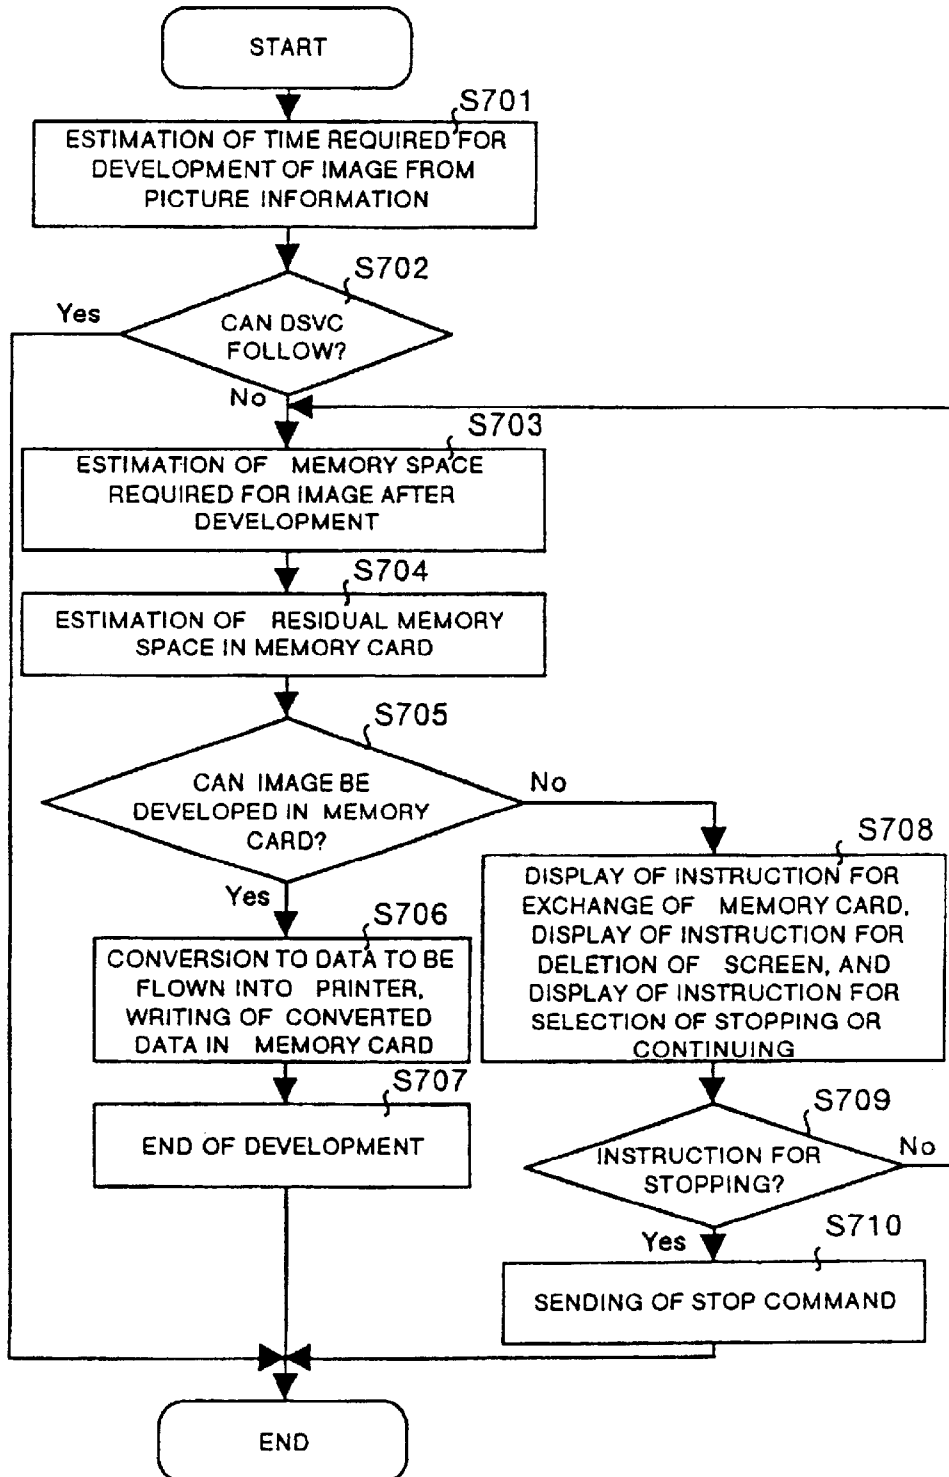 START
S701
ESTIMATION OF TIME REQUIRED FOR
DEVELOPMENT OF IMAGE FROM
PICTURE INFORMATION
S702
Yes
CAN DSVC
FOLLOW?
No
S703
ESTIMATION OF MEMORY SPACE
REQUIRED FOR IMAGE AFTER
DEVELOPMENT
S704
ESTIMATION OF RESIDUAL MEMORY
SPACE IN MEMORY CARD
S705
CAN IMAGE BE
DEVELOPED IN MEMORY
CARD?
No
Yes
S706
CONVERSION TO DATA TO BE
FLOWN INTO PRINTER,
WRITING OF CONVERTED
DATA IN MEMORY CARD
S707
END OF DEVELOPMENT
S708
DISPLAY OF INSTRUCTION FOR
EXCHANGE OF MEMORY CARD,
DISPLAY OF INSTRUCTION FOR
DELETION OF SCREEN, AND
DISPLAY OF INSTRUCTION FOR
SELECTION OF STOPPING OR
CONTINUING
S709
INSTRUCTION FOR
STOPPING?
No
Yes
S710
SENDING OF STOP COMMAND
END